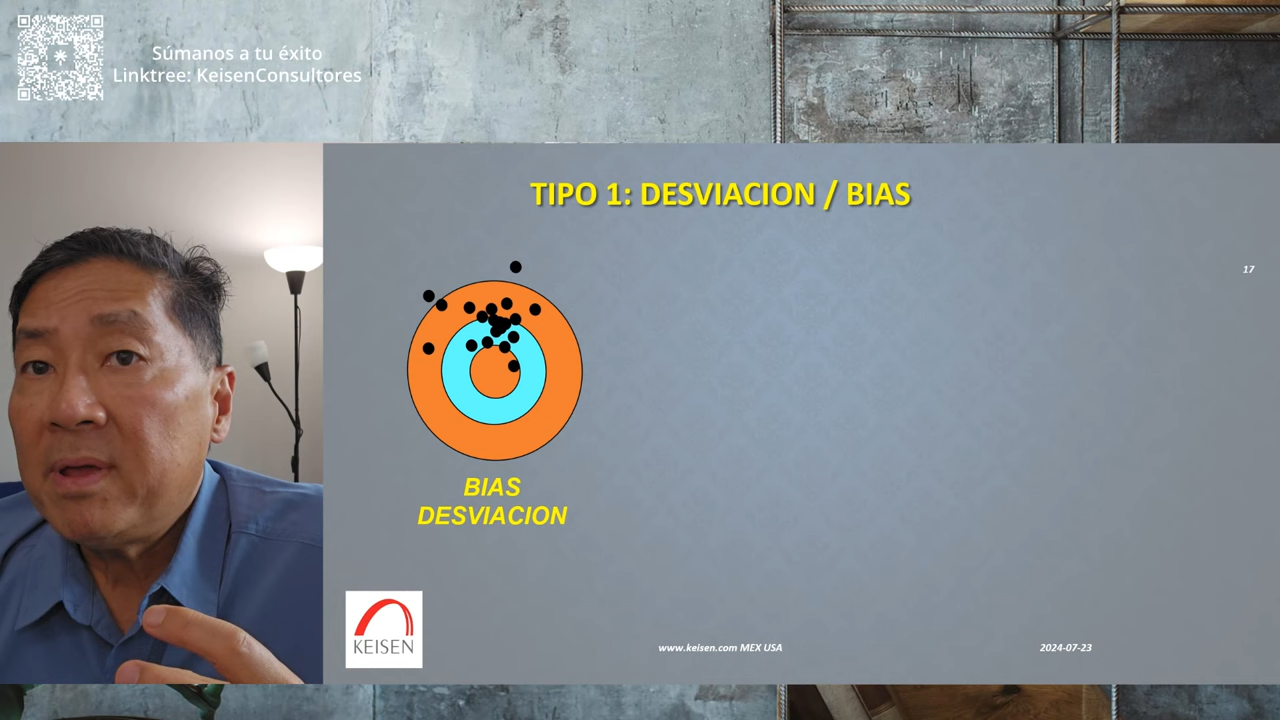 Súmanos a tu éxito
Linktree: KeisenConsultores
TIPO 1: DESVIACION / BIAS
17
BIAS
DESVIACION
KEISEN
www.keisen.com MEX USA
2024-07-23